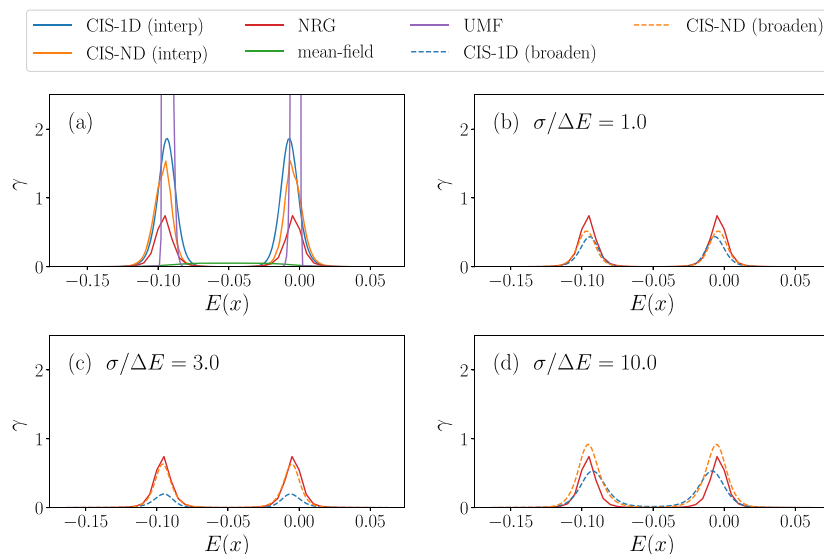 CIS-1D (interp) NRG UMF CIS-ND (broaden)
CIS-ND (interp) mean-field CIS-1D (broaden)
(a)
γ
2
1
0
−0.15 −0.10 −0.05 0.00 0.05
E(x)
(b) σ/ΔE = 1.0
γ
2
1
0
−0.15 −0.10 −0.05 0.00 0.05
E(x)
(c) σ/ΔE = 3.0
γ
2
1
0
−0.15 −0.10 −0.05 0.00 0.05
E(x)
(d) σ/ΔE = 10.0
γ
2
1
0
−0.15 −0.10 −0.05 0.00 0.05
E(x)